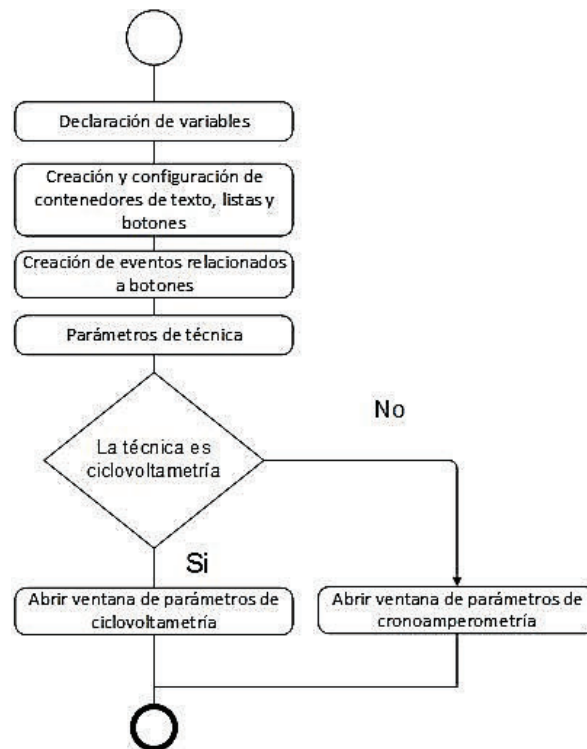 Declaración de variables
Creación y configuración de
contenedores de texto, listas y
botones
Creación de eventos relacionados
a botones
Parámetros de técnica
No
La técnica es
ciclovoltametría
Si
Abrir ventana de parámetros de
ciclovoltametría
Abrir ventana de parámetros de
cronoamperometría